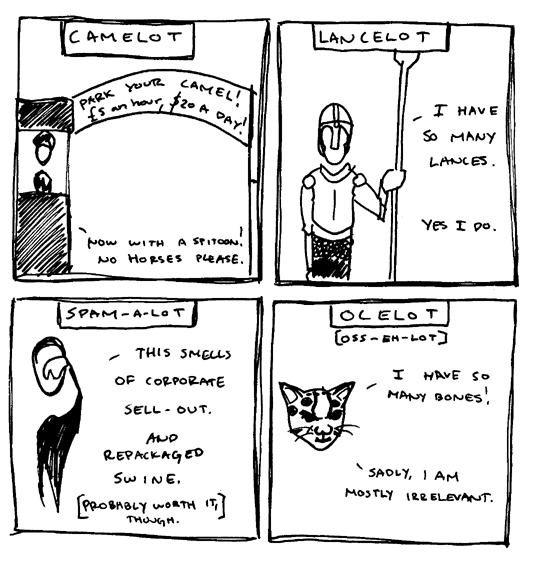 CAMELOT
PARK YOUR CAMEL!
£5 an hour, $20 A DAY!
NOW WITH A SPITOON!
NO HORSES PLEASE.
LANCELOT
I HAVE
SO MANY
LANCES.
YES I DO.
SPAM-A-LOT
THIS SMELLS
OF CORPORATE
SELL-OUT.
AND
REPACKAGED
SWINE.
[PROBABLY WORTH IT,
THOUGH.]
OCELOT
[OSS-EH-LOT]
I HAVE SO
MANY BONES!
SADLY, I AM
MOSTLY IRRELEVANT.